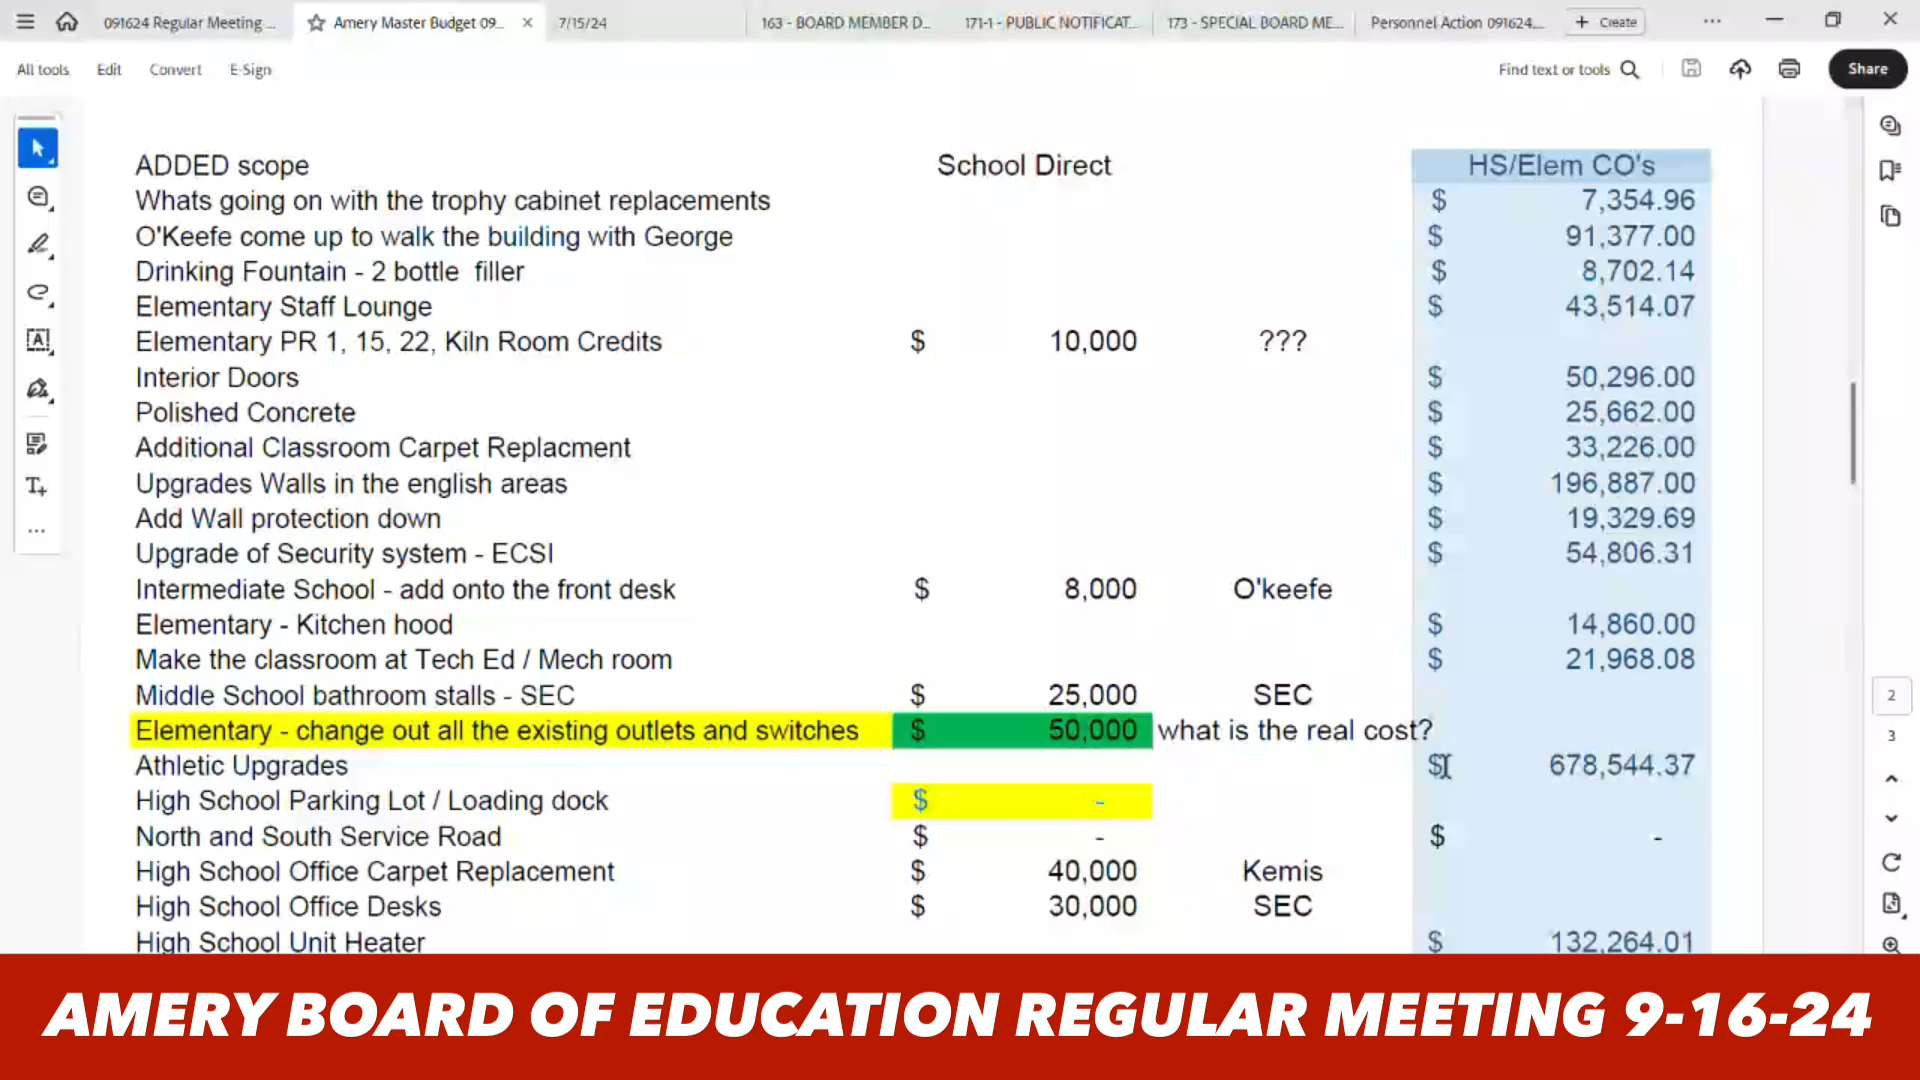 091624 Regular Meeting ...
Amery Master Budget 09...
7/15/24
163 - BOARD MEMBER D...
171-1 - PUBLIC NOTIFICAT...
173 - SPECIAL BOARD ME...
Personnel Action 091624...
+ Create
All tools Edit Convert E-Sign
Find text or tools
Share
ADDED scope School Direct HS/Elem CO's
Whats going on with the trophy cabinet replacements $ 7,354.96
O'Keefe come up to walk the building with George $ 91,377.00
Drinking Fountain - 2 bottle filler $ 8,702.14
Elementary Staff Lounge $ 43,514.07
Elementary PR 1, 15, 22, Kiln Room Credits $ 10,000 ???
Interior Doors $ 50,296.00
Polished Concrete $ 25,662.00
Additional Classroom Carpet Replacment $ 33,226.00
Upgrades Walls in the english areas $ 196,887.00
Add Wall protection down $ 19,329.69
Upgrade of Security system - ECSI $ 54,806.31
Intermediate School - add onto the front desk $ 8,000 O'keefe
Elementary - Kitchen hood $ 14,860.00
Make the classroom at Tech Ed / Mech room $ 21,968.08
Middle School bathroom stalls - SEC $ 25,000 SEC
Elementary - change out all the existing outlets and switches $ 50,000 what is the real cost?
Athletic Upgrades $ 678,544.37
High School Parking Lot / Loading dock $ -
North and South Service Road $ - $ -
High School Office Carpet Replacement $ 40,000 Kemis
High School Office Desks $ 30,000 SEC
High School Unit Heater $ 132,264.01
2
3
AMERY BOARD OF EDUCATION REGULAR MEETING 9-16-24